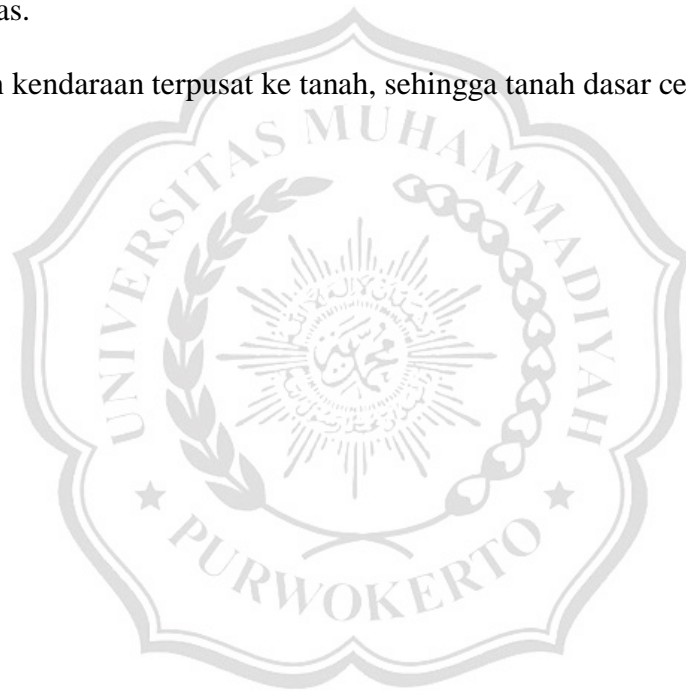 as.
n kendaraan terpusat ke tanah, sehingga tanah dasar ce
UNIVERSITAS MUHAMMADIYAH
PURWOKERTO